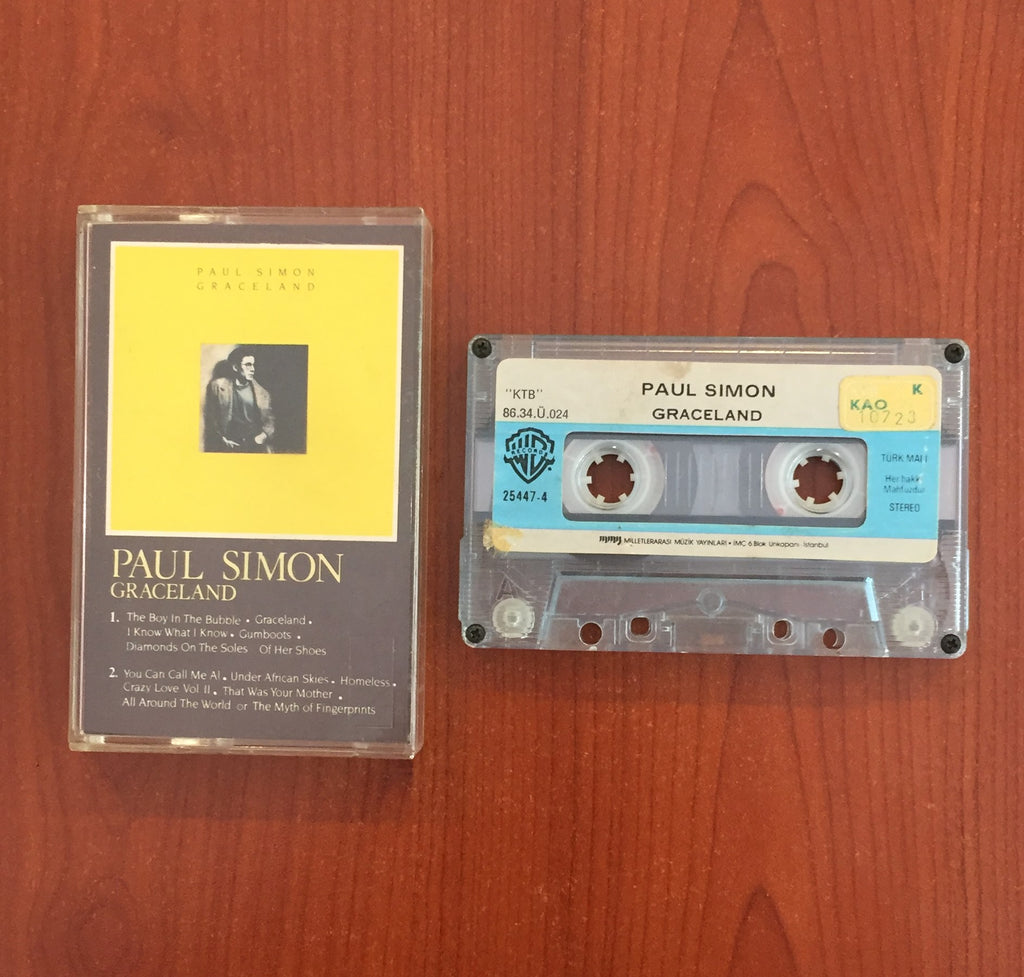 PAUL SIMON
GRACELAND
PAUL SIMON
GRACELAND
1. The Boy In The Bubble • Graceland •
I Know What I Know • Gumboots •
Diamonds On The Soles Of Her Shoes
2. You Can Call Me Al • Under African Skies • Homeless •
Crazy Love Vol II • That Was Your Mother •
All Around The World or The Myth of Fingerprints
"KTB"
86.34.Ü.024
PAUL SIMON
GRACELAND
K
KAO
10723
RECORDS
25447-4
TÜRK MALI
Her hakkı
Mahfuzdur
STEREO
MİLLETLERARASI MÜZİK YAYINLARI • İMC 6.Blok Unkapanı - İstanbul
A